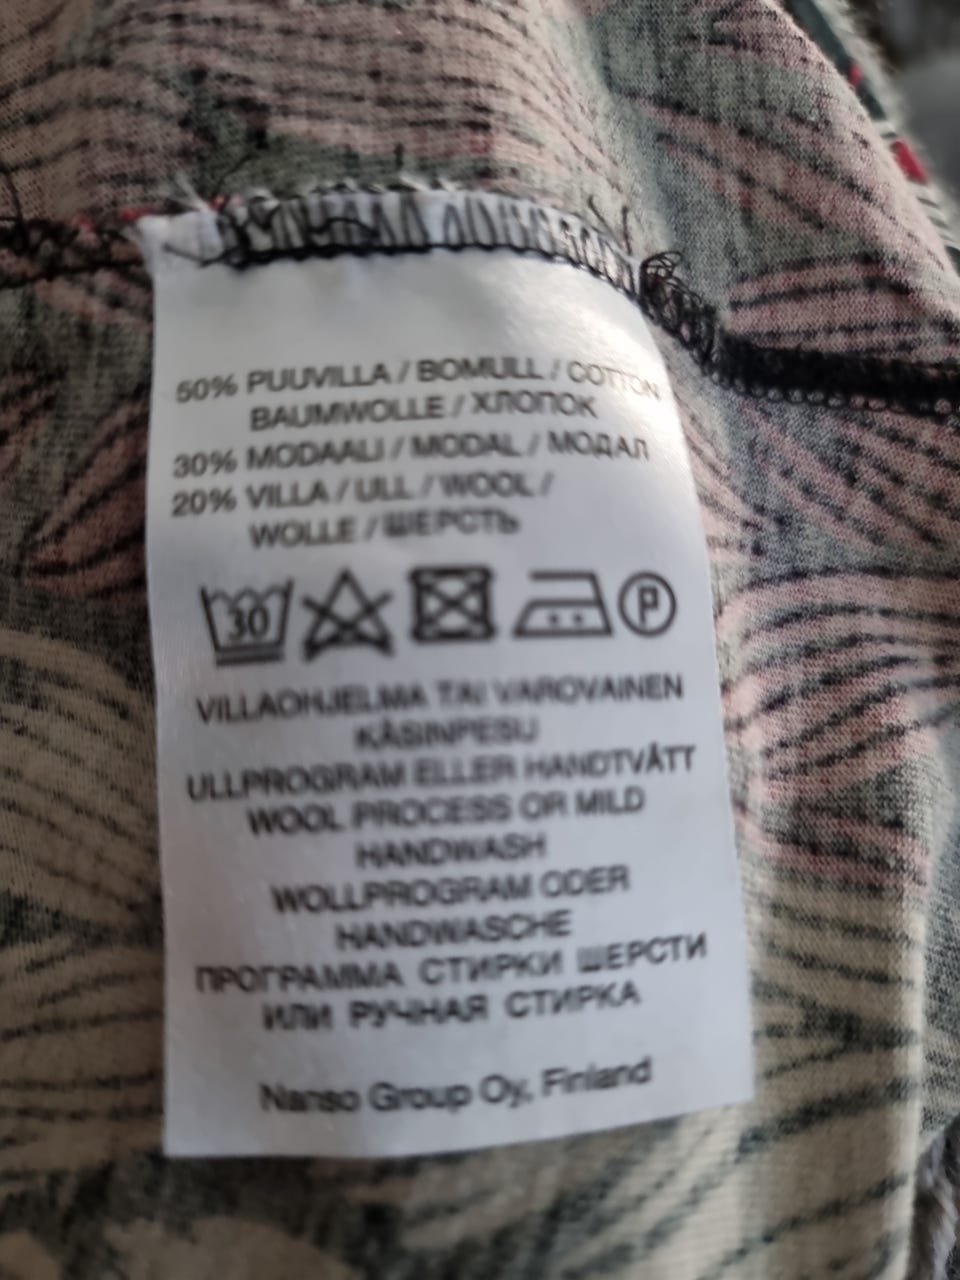 50% PUUVILLA / BOMULL / COTTON
BAUMWOLLE / ХЛОПОК
30% MODAALI / MODAL / МОДАЛ
20% VILLA / ULL / WOOL /
WOLLE / ШЕРСТЬ
30 P
VILLAOHJELMA TAI VAROVAINEN
KÄSINPESU
ULLPROGRAM ELLER HANDTVÄTT
WOOL PROCESS OR MILD
HANDWASH
WOLLPROGRAM ODER
HANDWASCHE
ПРОГРАММА СТИРКИ ШЕРСТИ
ИЛИ РУЧНАЯ СТИРКА
Nanso Group Oy, Finland